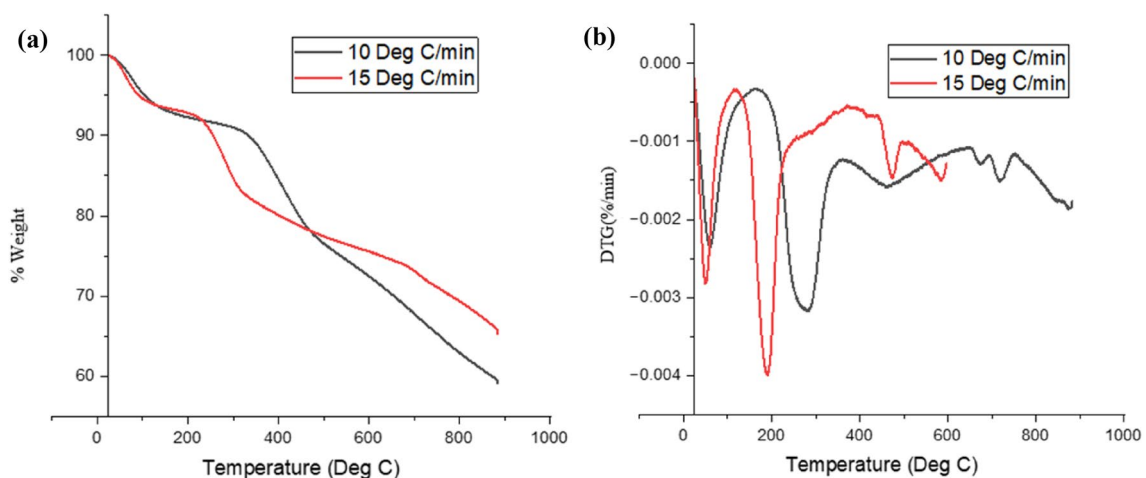 (a)
10 Deg C/min
15 Deg C/min
100
90
80
70
60
% Weight
0 200 400 600 800 1000
Temperature (Deg C)
(b)
10 Deg C/min
15 Deg C/min
0.000
−0.001
−0.002
−0.003
−0.004
DTG(%/min)
0 200 400 600 800 1000
Temperature (Deg C)